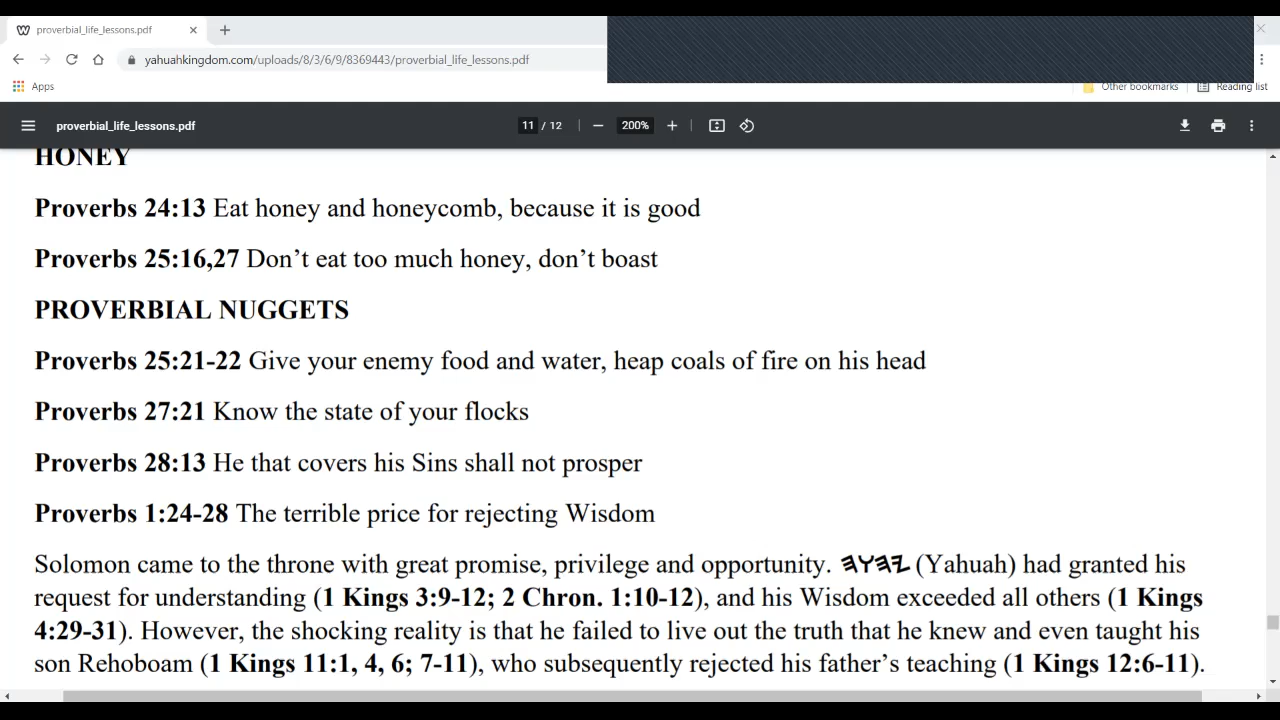 proverbial_life_lessons.pdf
yahuahkingdom.com/uploads/8/3/6/9/8369443/proverbial_life_lessons.pdf
Apps
Other bookmarks
Reading list
proverbial_life_lessons.pdf
11 / 12
200%
HONEY
Proverbs 24:13 Eat honey and honeycomb, because it is good
Proverbs 25:16,27 Don’t eat too much honey, don’t boast
PROVERBIAL NUGGETS
Proverbs 25:21-22 Give your enemy food and water, heap coals of fire on his head
Proverbs 27:21 Know the state of your flocks
Proverbs 28:13 He that covers his Sins shall not prosper
Proverbs 1:24-28 The terrible price for rejecting Wisdom
Solomon came to the throne with great promise, privilege and opportunity. 𐤉𐤄𐤅𐤄 (Yahuah) had granted his
request for understanding (1 Kings 3:9-12; 2 Chron. 1:10-12), and his Wisdom exceeded all others (1 Kings
4:29-31). However, the shocking reality is that he failed to live out the truth that he knew and even taught his
son Rehoboam (1 Kings 11:1, 4, 6; 7-11), who subsequently rejected his father’s teaching (1 Kings 12:6-11).